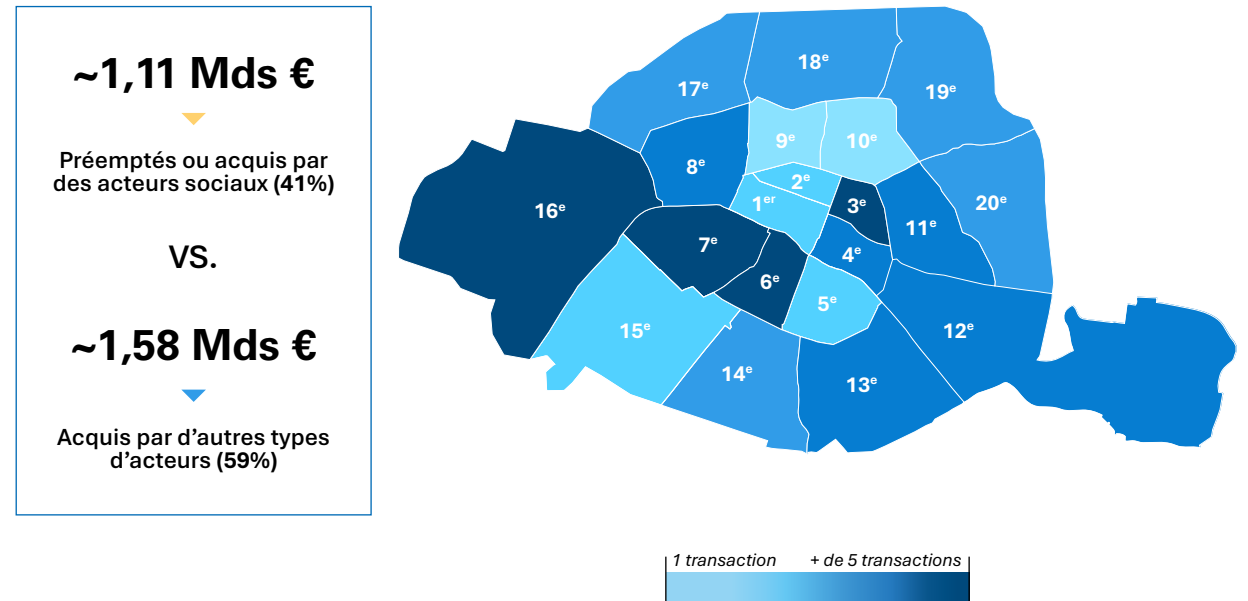 ~1,11 Mds €
Préemptés ou acquis par
des acteurs sociaux (41%)
VS.
~1,58 Mds €
Acquis par d’autres types
d’acteurs (59%)
18e
17e
19e
9e
10e
8e
2e
1er
3e
20e
16e
11e
7e
4e
6e
5e
15e
12e
14e
13e
1 transaction
+ de 5 transactions